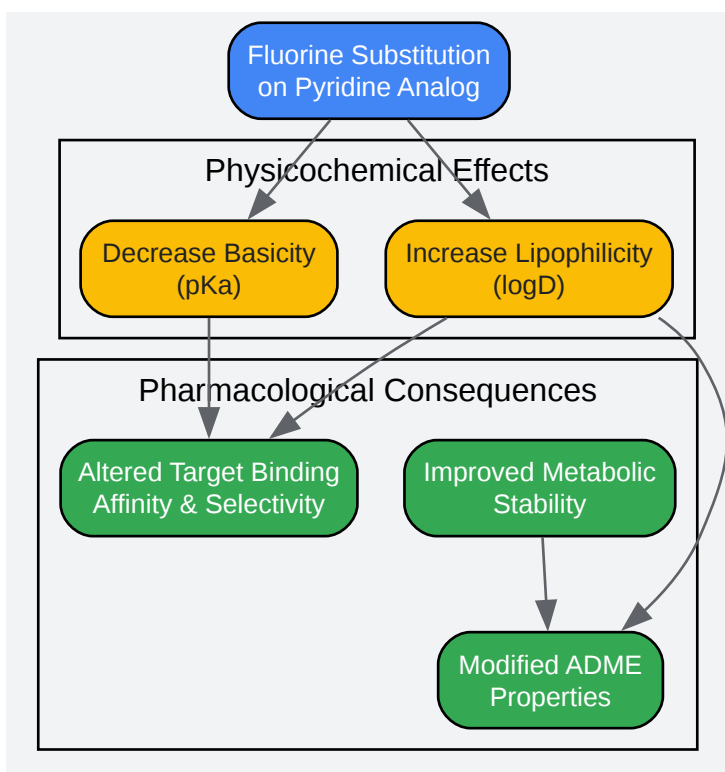 Fluorine Substitution
on Pyridine Analog
Physicochemical Effects
Decrease Basicity
(pKa)
Increase Lipophilicity
(logD)
Pharmacological Consequences
Altered Target Binding
Affinity & Selectivity
Improved Metabolic
Stability
Modified ADME
Properties